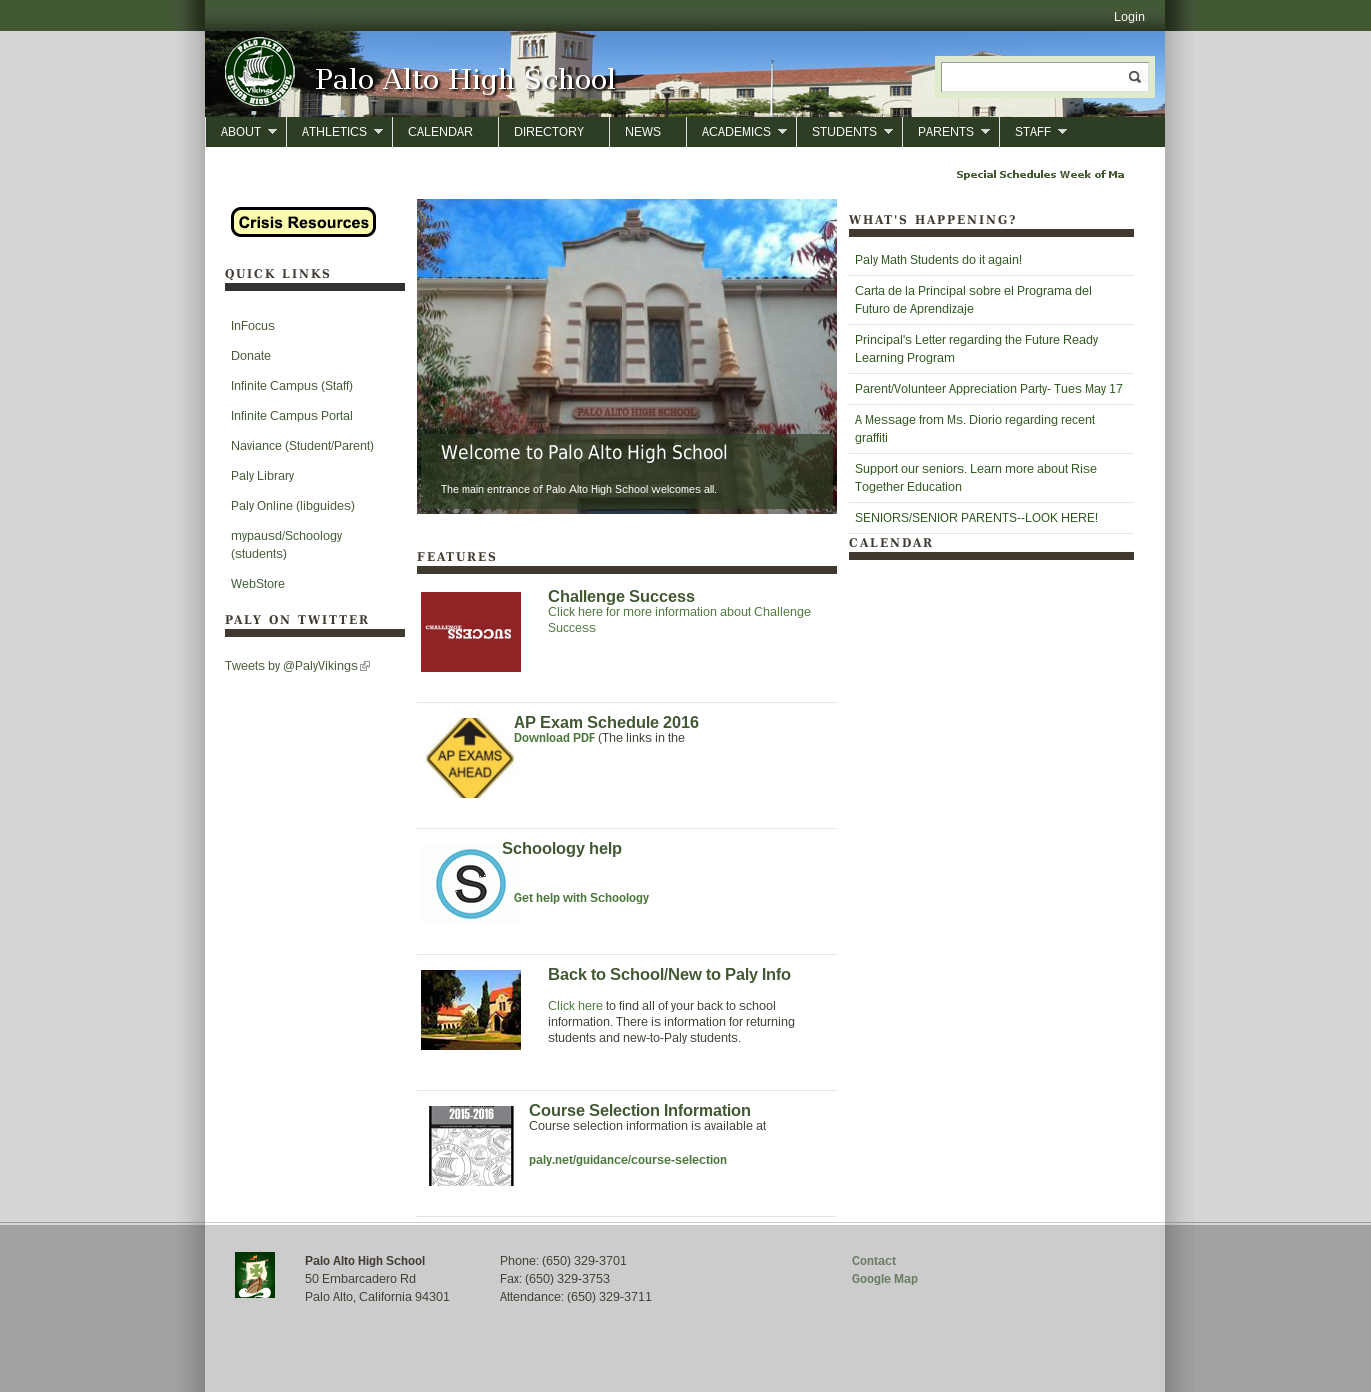 Login
PALO ALTO
Vikings
SENIOR HIGH SCHOOL
Palo Alto High School
ABOUT
ATHLETICS
CALENDAR
DIRECTORY
NEWS
ACADEMICS
STUDENTS
PARENTS
STAFF
Special Schedules Week of Ma
Crisis Resources
QUICK LINKS
InFocus
Donate
Infinite Campus (Staff)
Infinite Campus Portal
Naviance (Student/Parent)
Paly Library
Paly Online (libguides)
mypausd/Schoology
(students)
WebStore
PALY ON TWITTER
Tweets by @PalyVikings
PALO ALTO HIGH SCHOOL
Welcome to Palo Alto High School
The main entrance of Palo Alto High School welcomes all.
FEATURES
CHALLENGE
SUCCESS
Challenge Success
Click here for more information about Challenge
Success
AP EXAMS
AHEAD
AP Exam Schedule 2016
Download PDF (The links in the
S
Schoology help
Get help with Schoology
Back to School/New to Paly Info
Click here to find all of your back to school
information. There is information for returning
students and new-to-Paly students.
2015-2016
Course Selection Information
Course selection information is available at
paly.net/guidance/course-selection
WHAT'S HAPPENING?
Paly Math Students do it again!
Carta de la Principal sobre el Programa del
Futuro de Aprendizaje
Principal's Letter regarding the Future Ready
Learning Program
Parent/Volunteer Appreciation Party- Tues May 17
A Message from Ms. Diorio regarding recent
graffiti
Support our seniors. Learn more about Rise
Together Education
SENIORS/SENIOR PARENTS--LOOK HERE!
CALENDAR
Palo Alto High School
50 Embarcadero Rd
Palo Alto, California 94301
Phone: (650) 329-3701
Fax: (650) 329-3753
Attendance: (650) 329-3711
Contact
Google Map